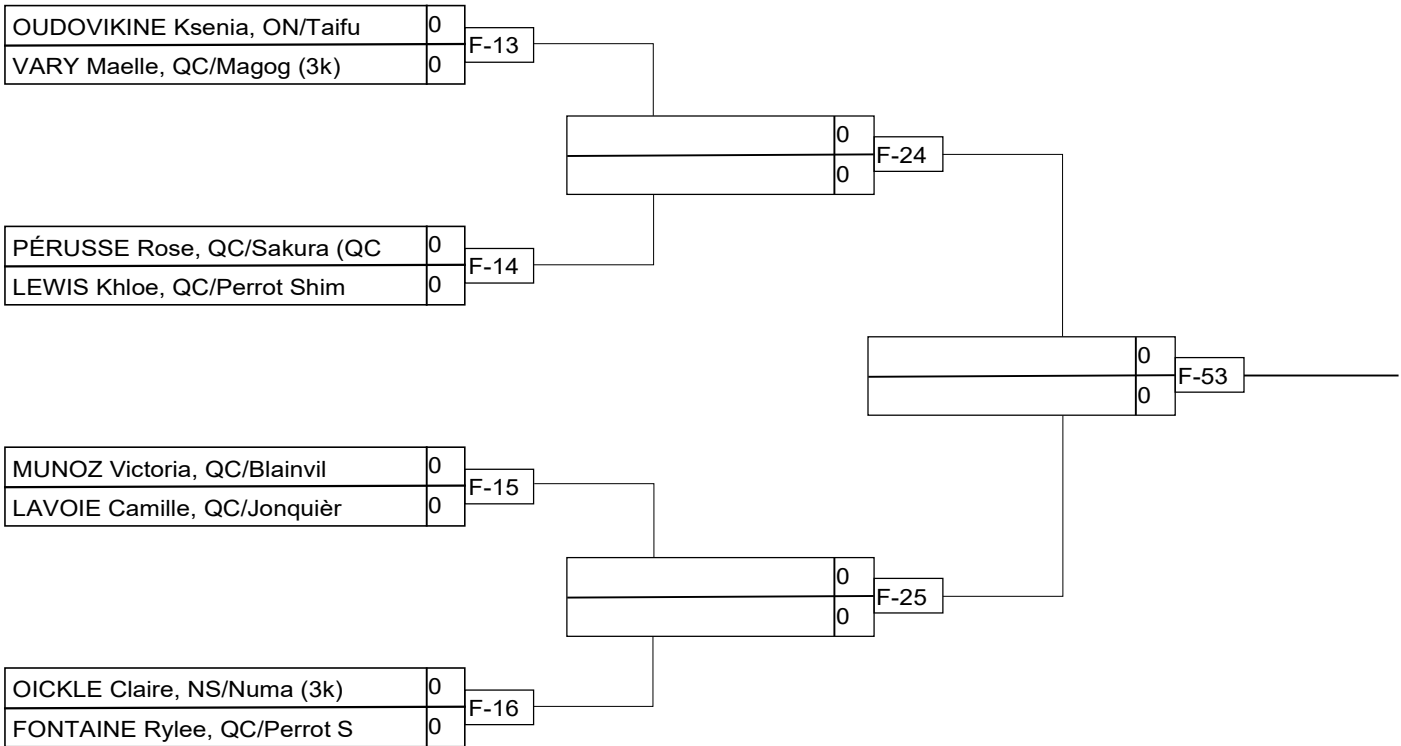 OUDOVIKINE Ksenia, ON/Taifu 0
F-13
VARY Maelle, QC/Magog (3k) 0
0
F-24
0
PÉRUSSE Rose, QC/Sakura (QC 0
F-14
LEWIS Khloe, QC/Perrot Shim 0
0
F-53
0
MUNOZ Victoria, QC/Blainvil 0
F-15
LAVOIE Camille, QC/Jonquièr 0
0
F-25
0
OICKLE Claire, NS/Numa (3k) 0
F-16
FONTAINE Rylee, QC/Perrot S 0